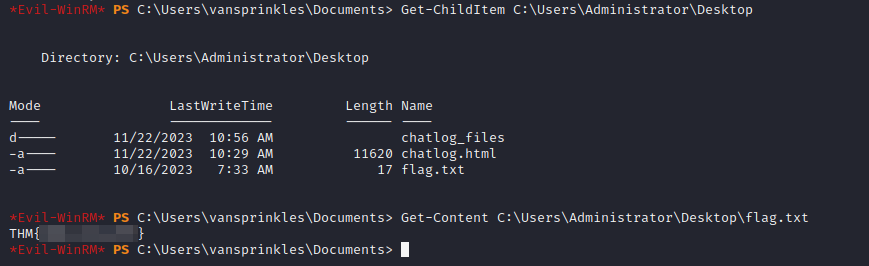 *Evil-WinRM* PS C:\Users\vansprinkles\Documents> Get-ChildItem C:\Users\Administrator\Desktop
Directory: C:\Users\Administrator\Desktop
Mode                LastWriteTime         Length Name
----                -------------         ------ ----
d-----       11/22/2023  10:56 AM                chatlog_files
-a----       11/22/2023  10:29 AM          11620 chatlog.html
-a----       10/16/2023   7:33 AM             17 flag.txt
*Evil-WinRM* PS C:\Users\vansprinkles\Documents> Get-Content C:\Users\Administrator\Desktop\flag.txt
THM{ }
*Evil-WinRM* PS C:\Users\vansprinkles\Documents>